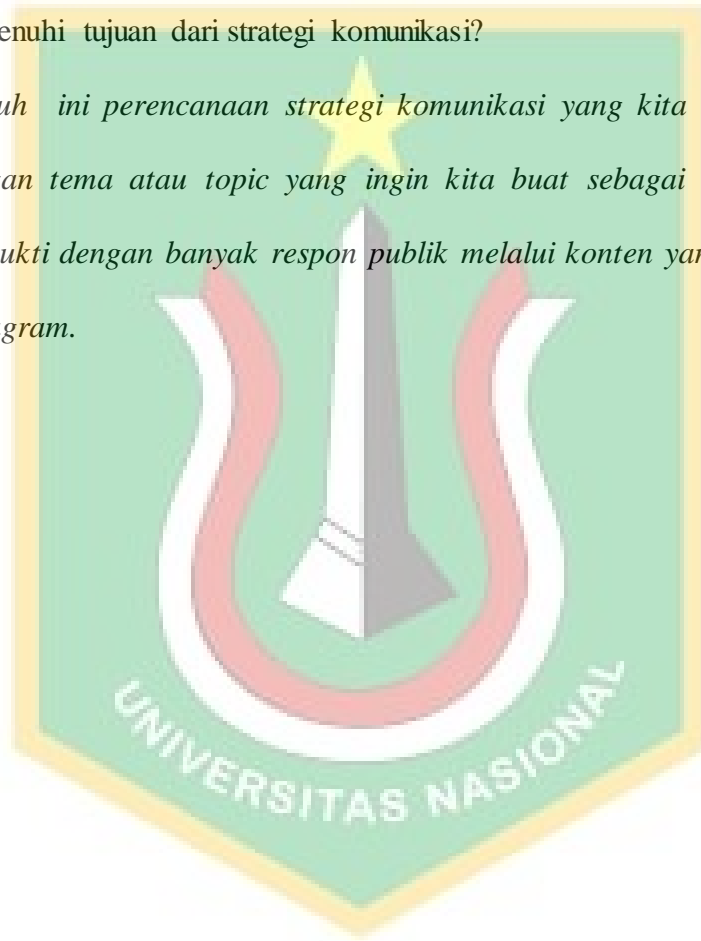 enuhi tujuan dari strategi komunikasi?
uh ini perencanaan strategi komunikasi yang kita
an tema atau topic yang ingin kita buat sebagai
ukti dengan banyak respon publik melalui konten yan
gram.
UNIVERSITAS NASIONAL